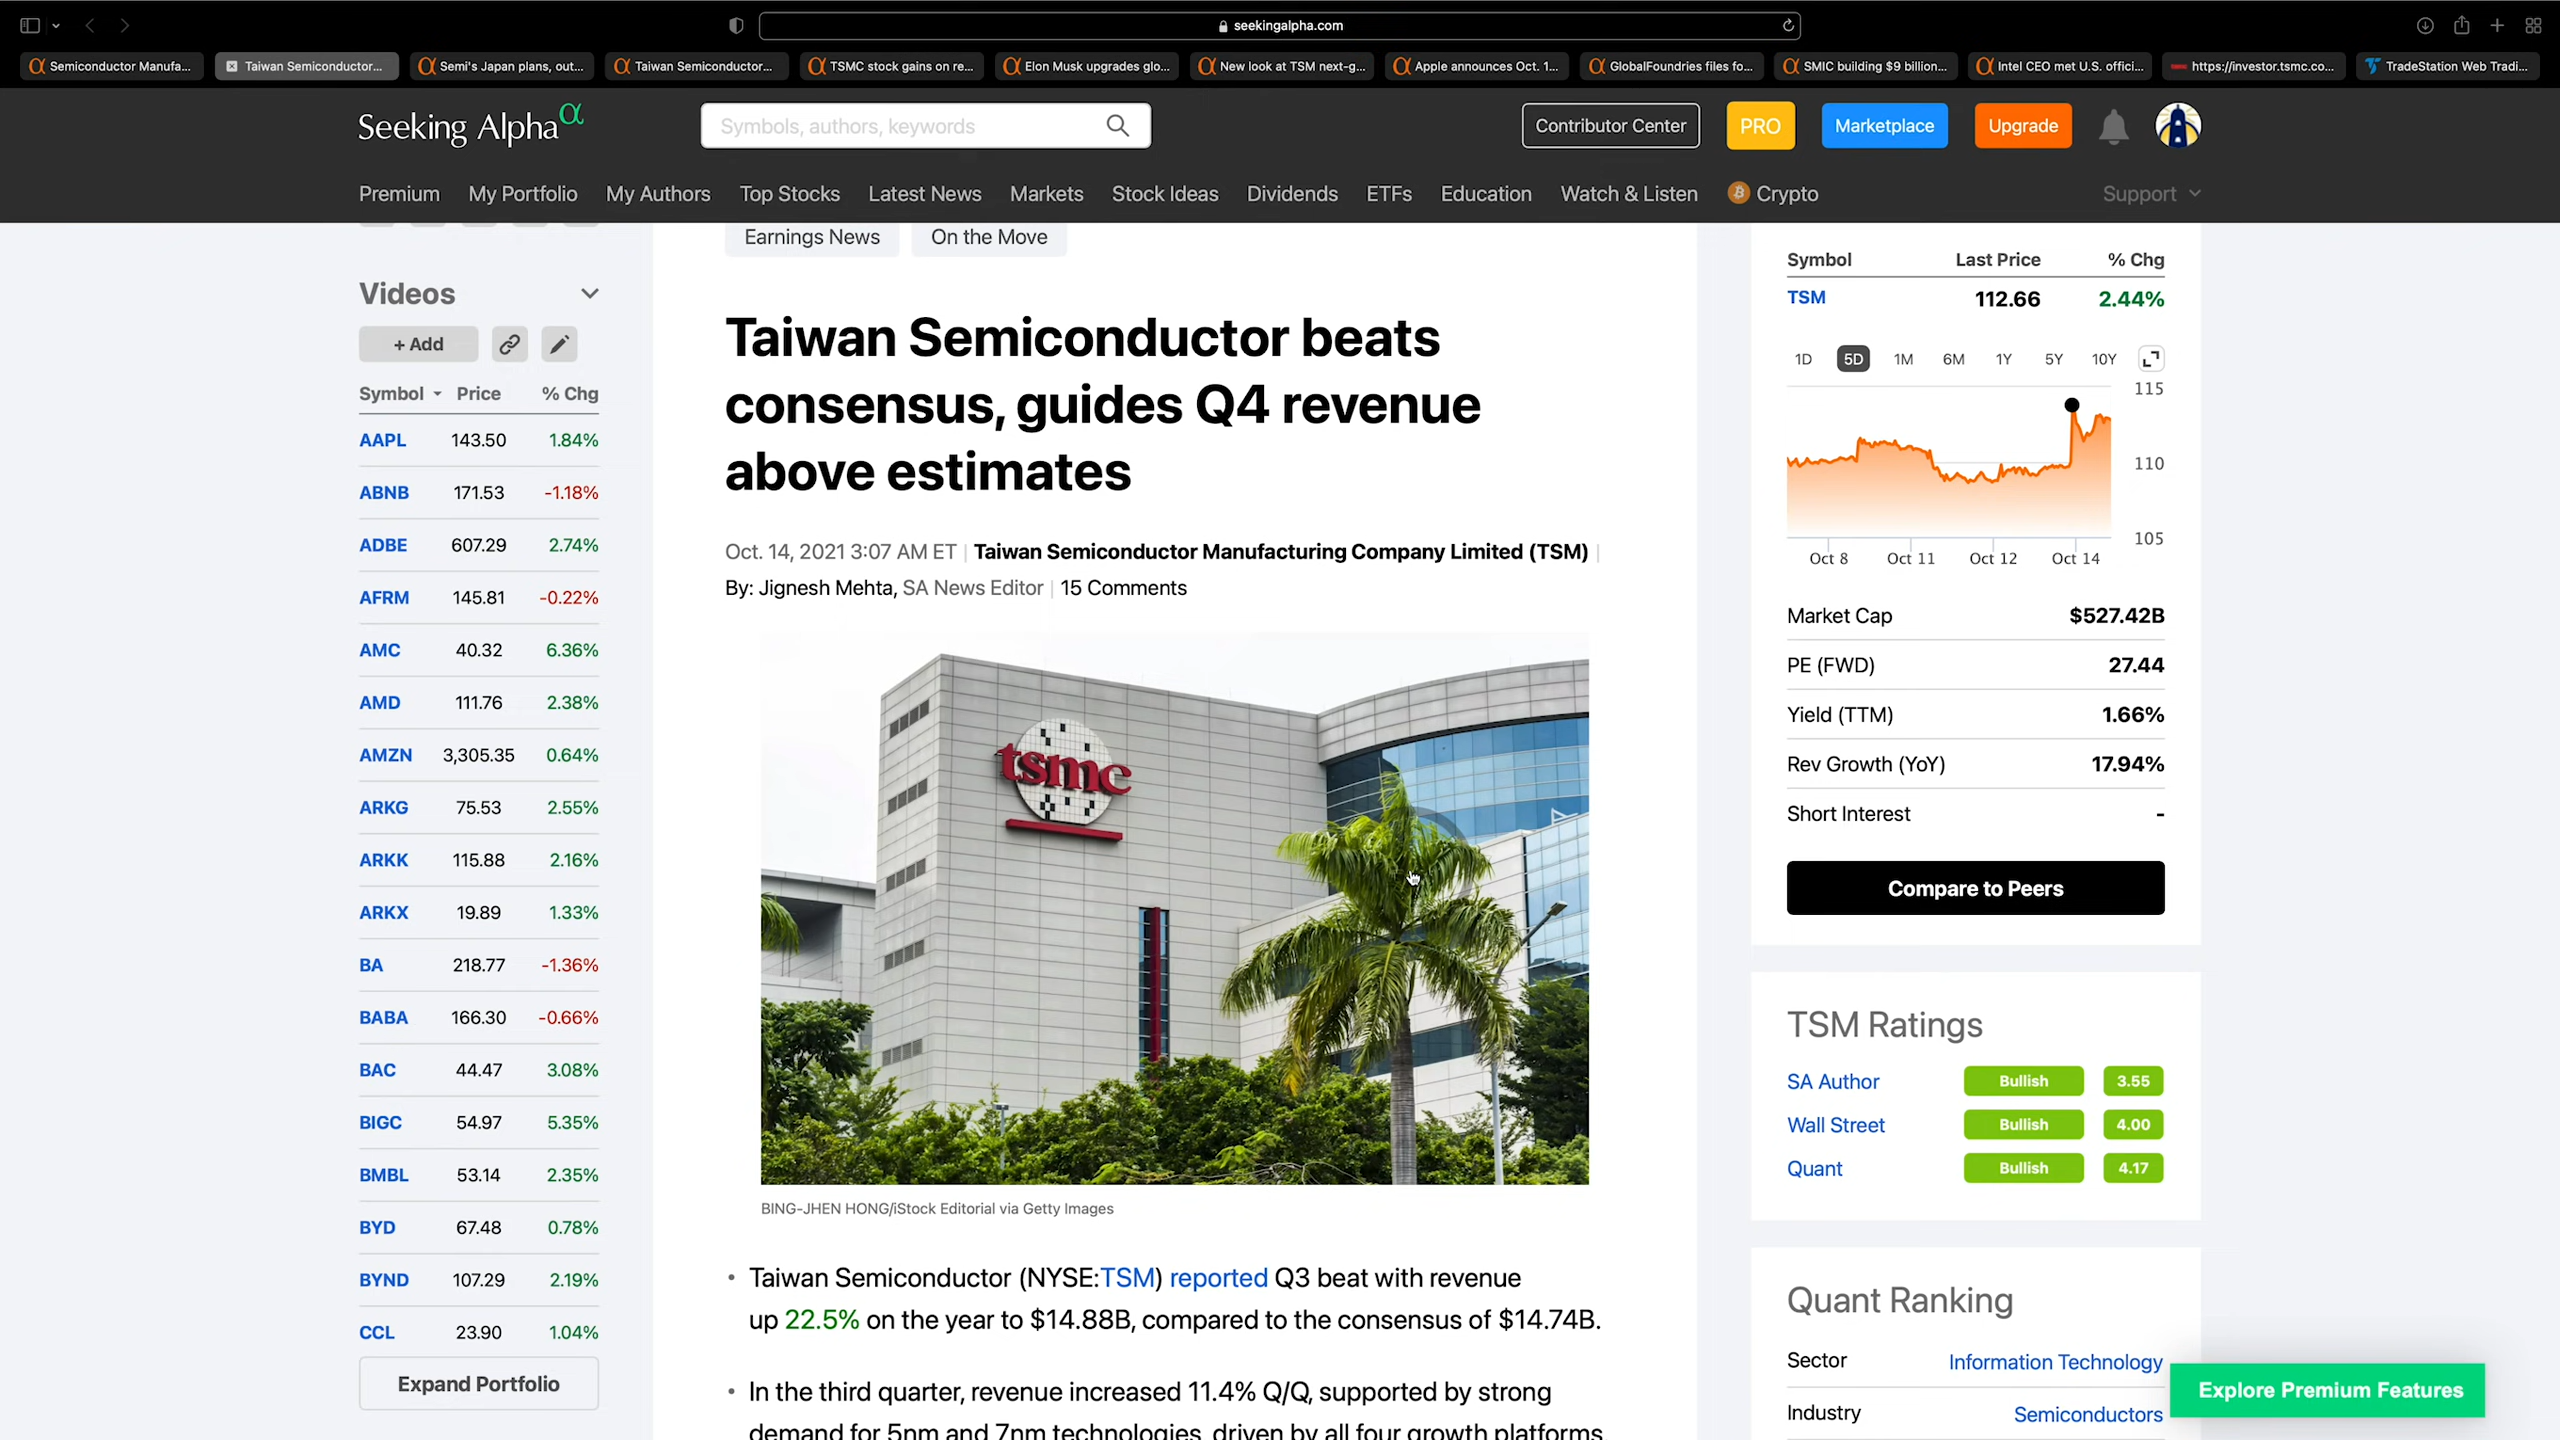 seekingalpha.com
Semiconductor Manufa...
Taiwan Semiconductor...
Semi's Japan plans, out...
Taiwan Semiconductor...
TSMC stock gains on re...
Elon Musk upgrades glo...
New look at TSM next-g...
Apple announces Oct. 1...
GlobalFoundries files fo...
SMIC building $9 billion...
Intel CEO met U.S. offici...
https://investor.tsmc.co...
TradeStation Web Tradi...
Seeking Alpha α
Symbols, authors, keywords
Contributor Center
PRO
Marketplace
Upgrade
Premium
My Portfolio
My Authors
Top Stocks
Latest News
Markets
Stock Ideas
Dividends
ETFs
Education
Watch & Listen
Crypto
Support
Videos
+ Add
Symbol Price % Chg
AAPL 143.50 1.84%
ABNB 171.53 -1.18%
ADBE 607.29 2.74%
AFRM 145.81 -0.22%
AMC 40.32 6.36%
AMD 111.76 2.38%
AMZN 3,305.35 0.64%
ARKG 75.53 2.55%
ARKK 115.88 2.16%
ARKX 19.89 1.33%
BA 218.77 -1.36%
BABA 166.30 -0.66%
BAC 44.47 3.08%
BIGC 54.97 5.35%
BMBL 53.14 2.35%
BYD 67.48 0.78%
BYND 107.29 2.19%
CCL 23.90 1.04%
Expand Portfolio
Earnings News
On the Move
Taiwan Semiconductor beats
consensus, guides Q4 revenue
above estimates
Oct. 14, 2021 3:07 AM ET | Taiwan Semiconductor Manufacturing Company Limited (TSM) |
By: Jignesh Mehta, SA News Editor | 15 Comments
tsmc
BING-JHEN HONG/iStock Editorial via Getty Images
• Taiwan Semiconductor (NYSE:TSM) reported Q3 beat with revenue
up 22.5% on the year to $14.88B, compared to the consensus of $14.74B.
• In the third quarter, revenue increased 11.4% Q/Q, supported by strong
demand for 5nm and 7nm technologies, driven by all four growth platforms
Symbol Last Price % Chg
TSM 112.66 2.44%
1D 5D 1M 6M 1Y 5Y 10Y
115
110
105
Oct 8 Oct 11 Oct 12 Oct 14
Market Cap $527.42B
PE (FWD) 27.44
Yield (TTM) 1.66%
Rev Growth (YoY) 17.94%
Short Interest -
Compare to Peers
TSM Ratings
SA Author Bullish 3.55
Wall Street Bullish 4.00
Quant Bullish 4.17
Quant Ranking
Sector Information Technology
Industry Semiconductors
Explore Premium Features